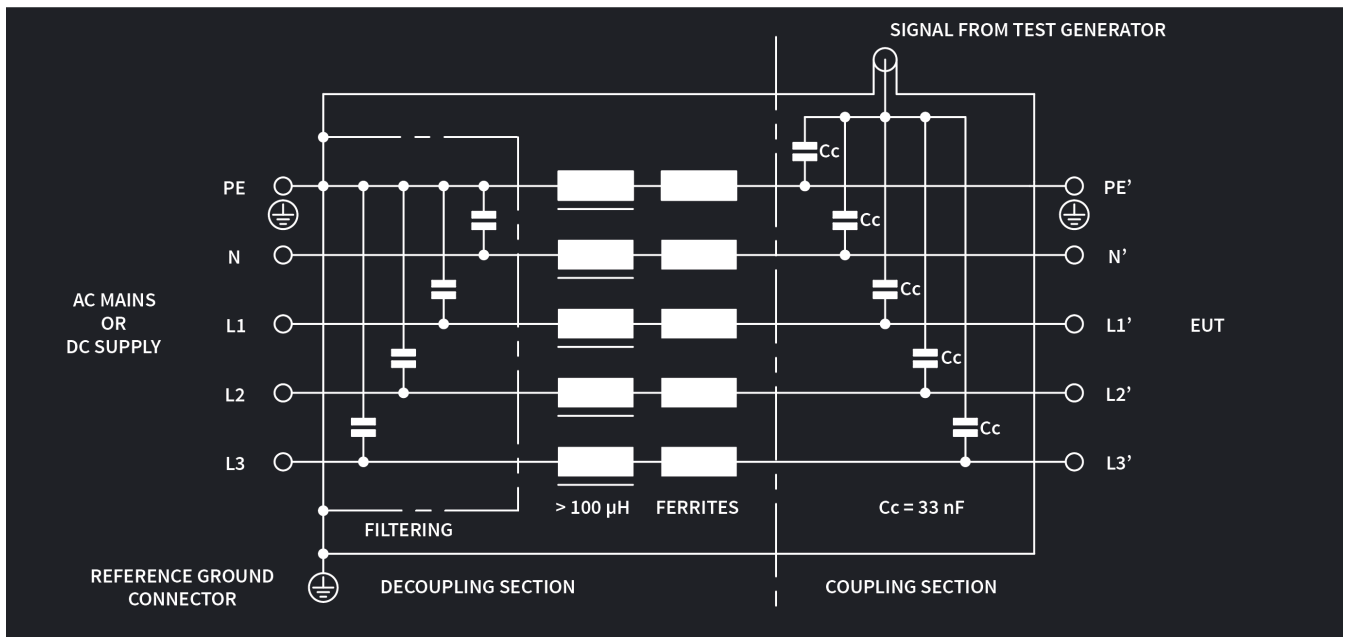 SIGNAL FROM TEST GENERATOR
Cc
PE
PE’
Cc
N
N’
Cc
AC MAINS
OR
DC SUPPLY
L1
L1’
EUT
Cc
L2
L2’
Cc
L3
L3’
> 100 µH
FERRITES
Cc = 33 nF
FILTERING
REFERENCE GROUND
CONNECTOR
DECOUPLING SECTION
COUPLING SECTION